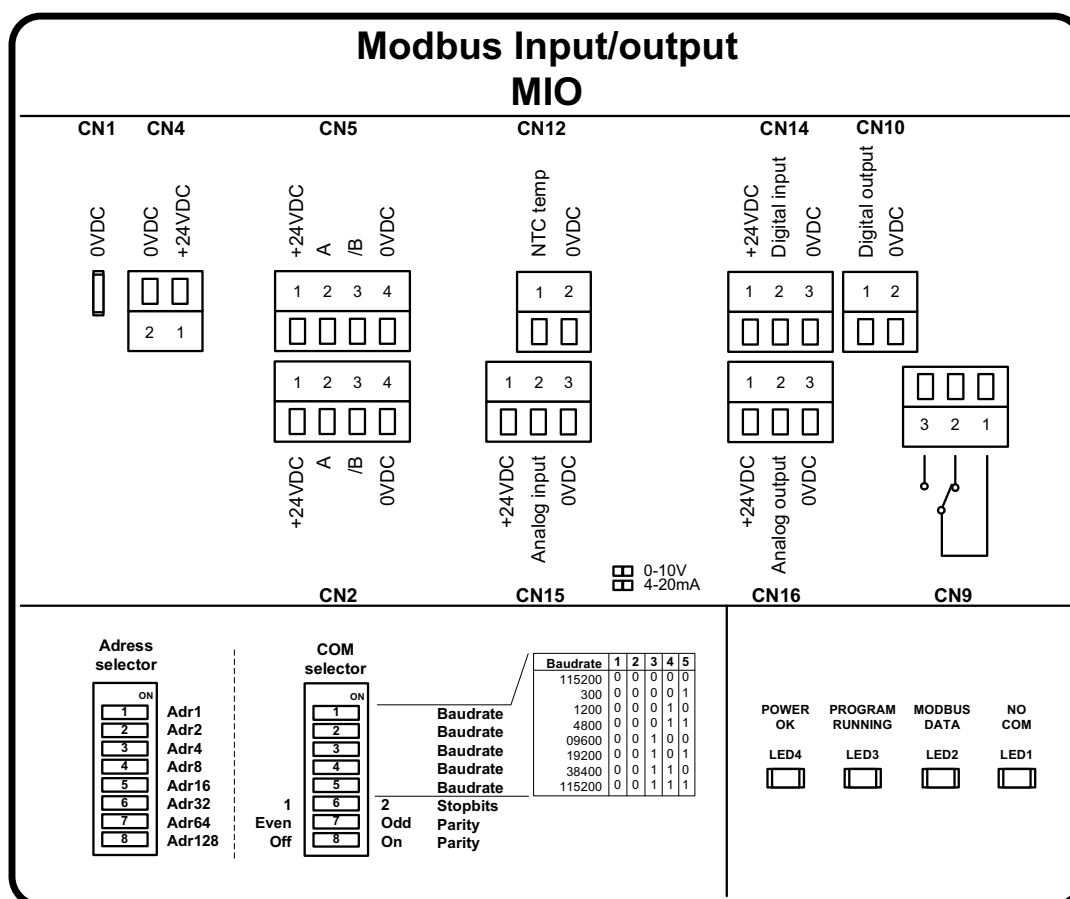 Modbus Input/output
MIO
CN1 CN4 CN5 CN12 CN14 CN10
0VDC
0VDC
+24VDC
+24VDC
A
/B
0VDC
NTC temp
0VDC
+24VDC
Digital input
0VDC
Digital output
0VDC
2 1
1 2 3 4
1 2
1 2 3
1 2
1 2 3 4
1 2 3
1 2 3
3 2 1
+24VDC
A
/B
0VDC
+24VDC
Analog input
0VDC
+24VDC
Analog output
0VDC
0-10V
4-20mA
CN2 CN15 CN16 CN9
Adress
selector
ON
1 Adr1
2 Adr2
3 Adr4
4 Adr8
5 Adr16
6 Adr32
7 Adr64
8 Adr128
COM
selector
ON
1 Baudrate
2 Baudrate
3 Baudrate
4 Baudrate
5 Baudrate
1 6 2 Stopbits
Even 7 Odd Parity
Off 8 On Parity
Baudrate 1 2 3 4 5
115200 0 0 0 0 0
300 0 0 0 0 1
1200 0 0 0 1 0
4800 0 0 0 1 1
09600 0 0 1 0 0
19200 0 0 1 0 1
38400 0 0 1 1 0
115200 0 0 1 1 1
POWER
OK
LED4
PROGRAM
RUNNING
LED3
MODBUS
DATA
LED2
NO
COM
LED1